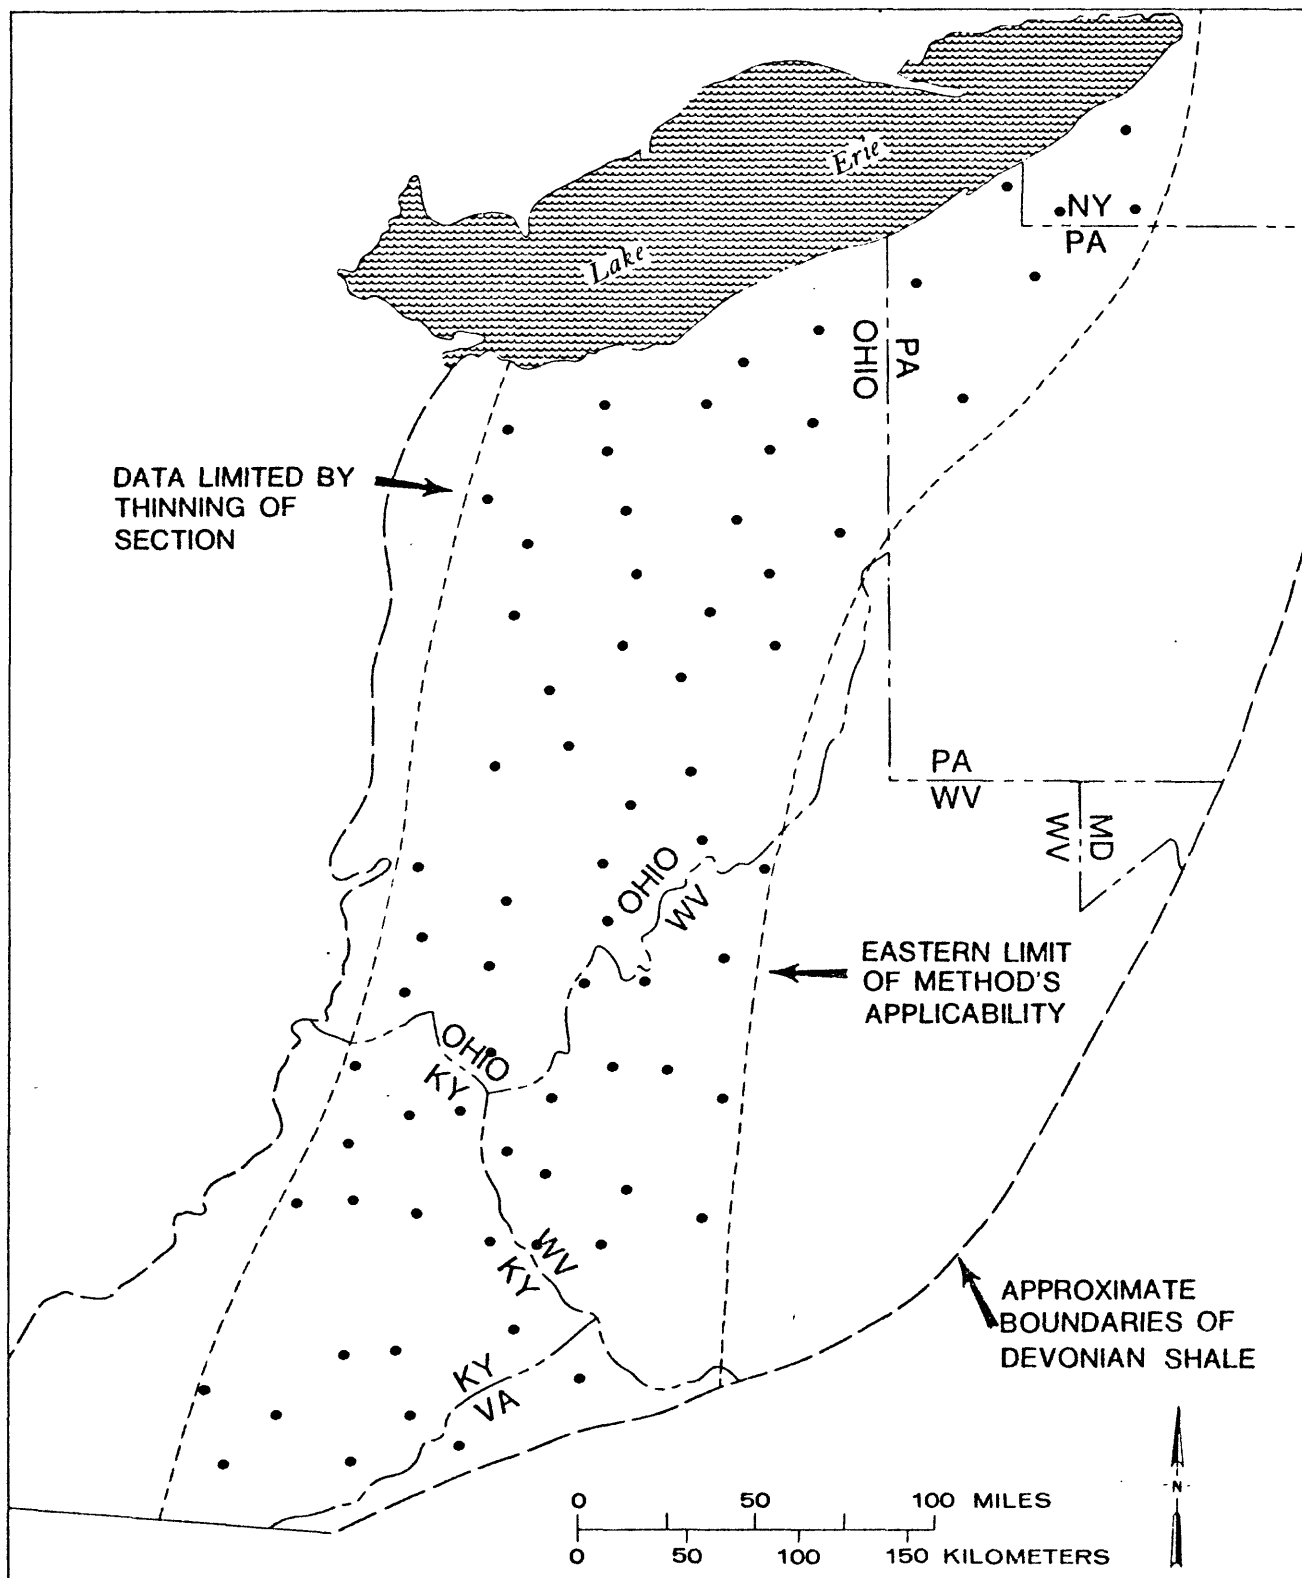 Lake
Erie
NY
PA
PA
OHIO
DATA LIMITED BY
THINNING OF
SECTION
PA
WV
MD
WV
OHIO
WV
EASTERN LIMIT
OF METHOD'S
APPLICABILITY
OHIO
KY
WV
KY
APPROXIMATE
BOUNDARIES OF
DEVONIAN SHALE
KY
VA
N
0 50 100 MILES
0 50 100 150 KILOMETERS